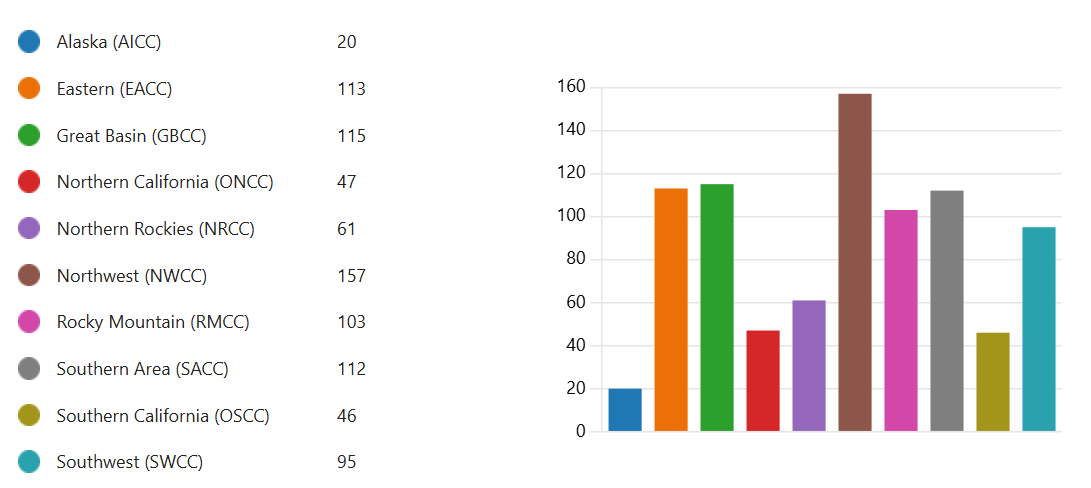 Alaska (AICC) 20
Eastern (EACC) 113
Great Basin (GBCC) 115
Northern California (ONCC) 47
Northern Rockies (NRCC) 61
Northwest (NWCC) 157
Rocky Mountain (RMCC) 103
Southern Area (SACC) 112
Southern California (OSCC) 46
Southwest (SWCC) 95
160
140
120
100
80
60
40
20
0